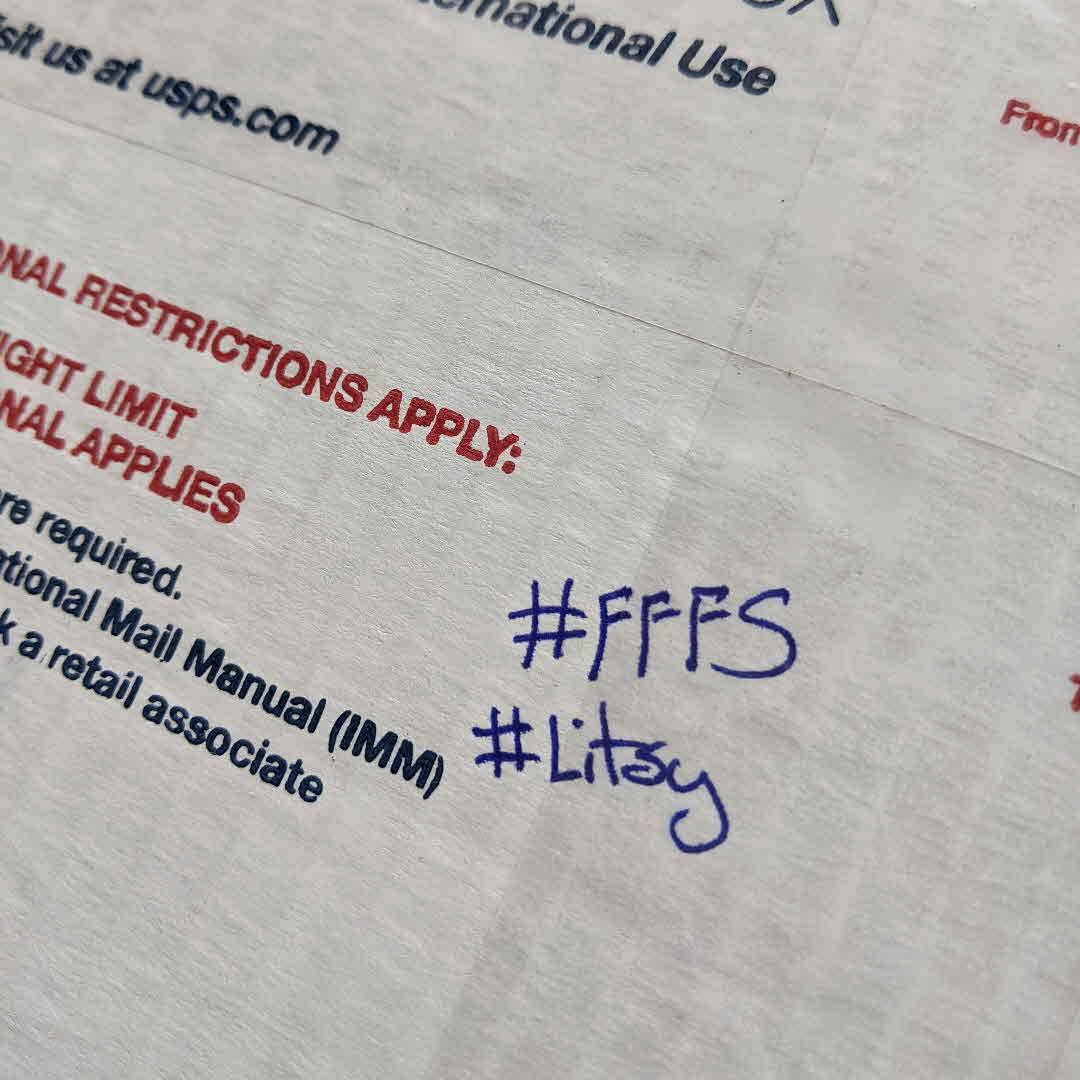 ernational Use
sit us at usps.com
From
ONAL RESTRICTIONS APPLY:
IGHT LIMIT
NAL APPLIES
re required.
ational Mail Manual (IMM)
k a retail associate
#FFFS
#Litsy